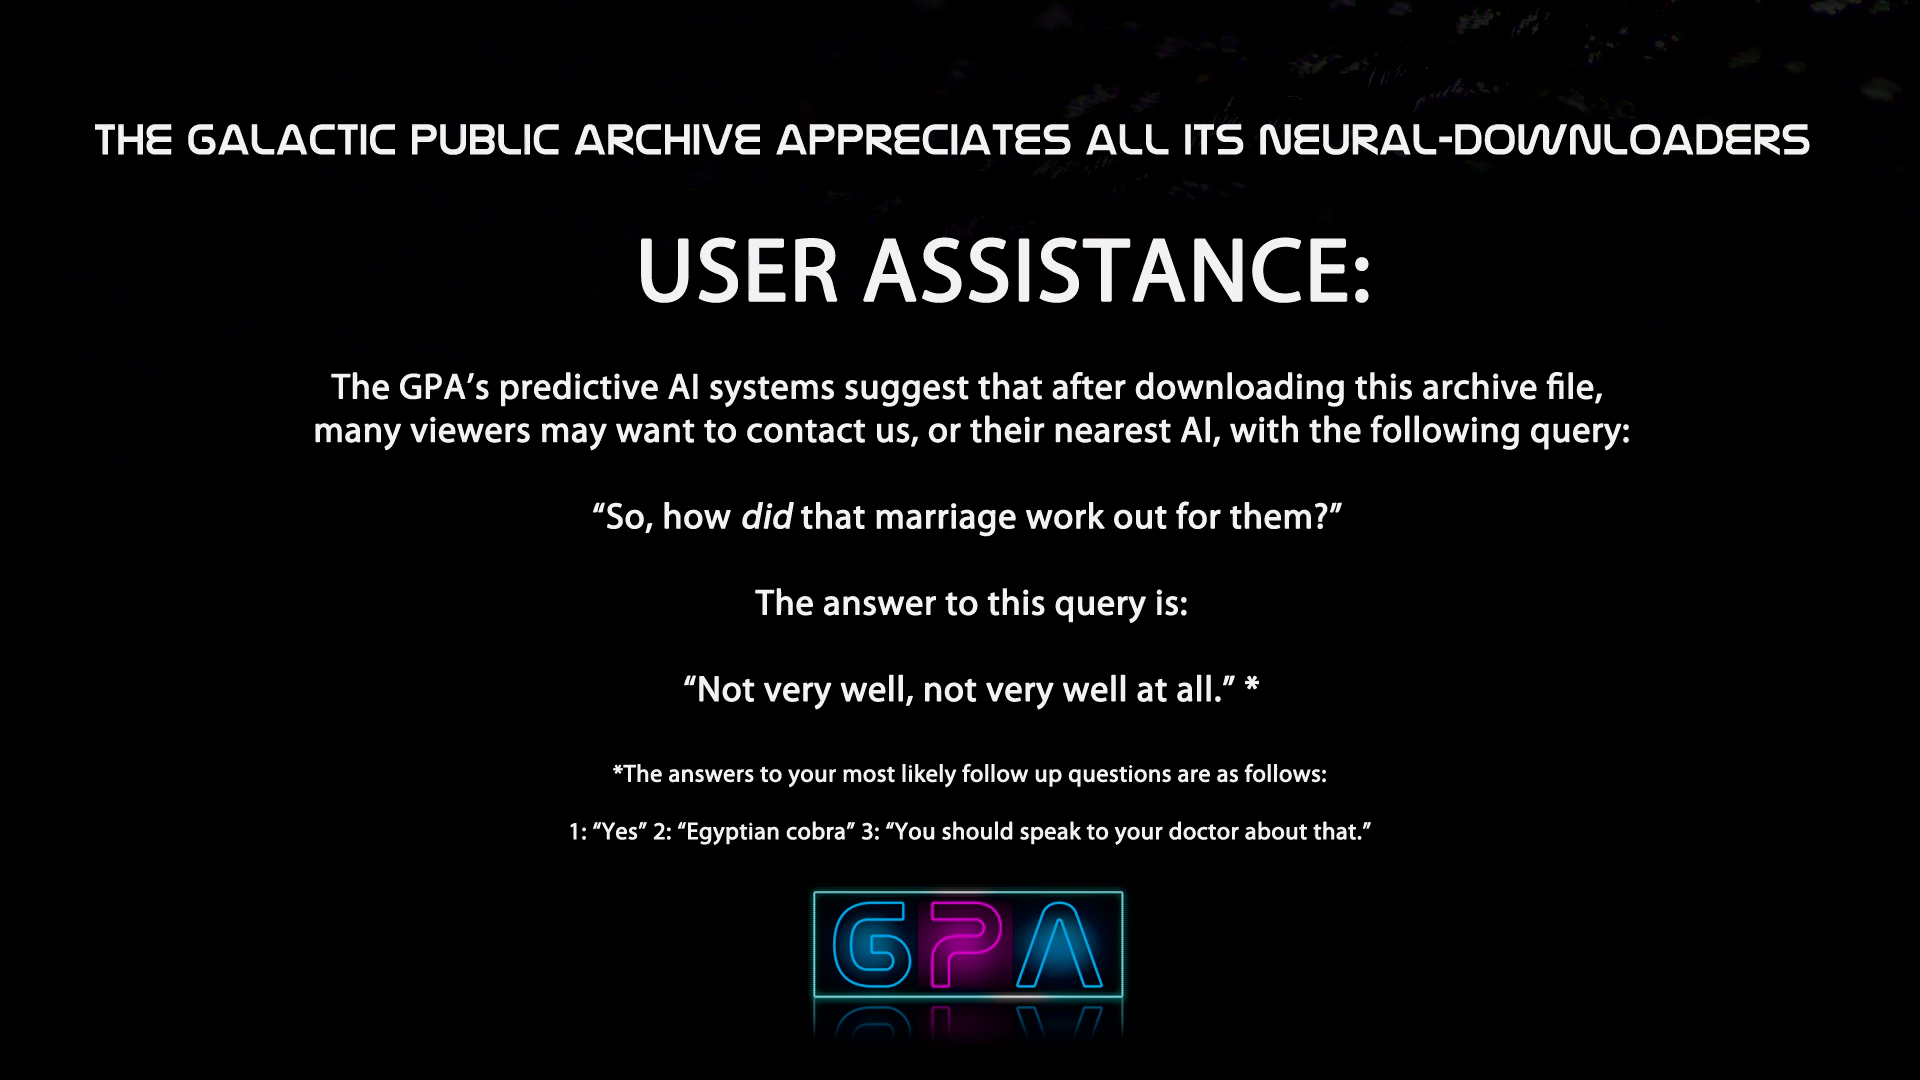 THE GALACTIC PUBLIC ARCHIVE APPRECIATES ALL ITS NEURAL-DOWNLOADERS
USER ASSISTANCE:
The GPA’s predictive AI systems suggest that after downloading this archive file,
many viewers may want to contact us, or their nearest AI, with the following query:
“So, how did that marriage work out for them?”
The answer to this query is:
“Not very well, not very well at all.” *
*The answers to your most likely follow up questions are as follows:
1: “Yes” 2: “Egyptian cobra” 3: “You should speak to your doctor about that.”
GPA